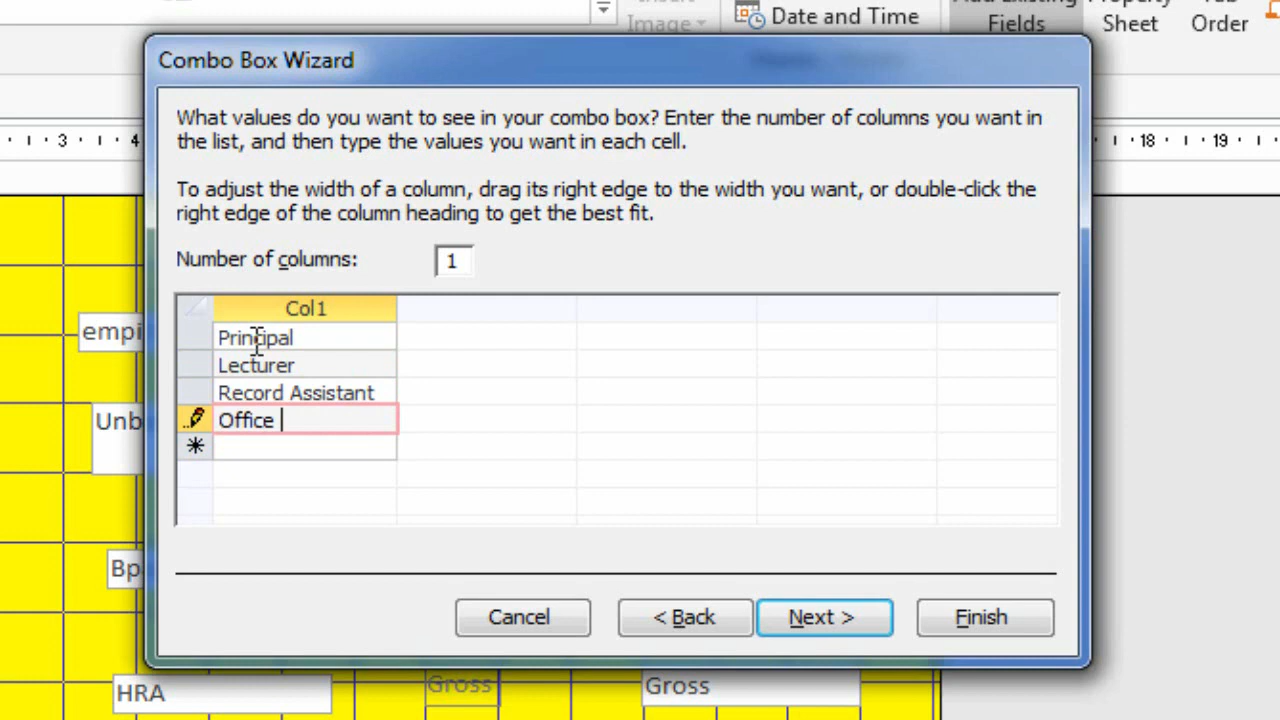 Image
Date and Time
Fields
Sheet
Order
Combo Box Wizard
What values do you want to see in your combo box? Enter the number of columns you want in
the list, and then type the values you want in each cell.
To adjust the width of a column, drag its right edge to the width you want, or double-click the
right edge of the column heading to get the best fit.
Number of columns: 1
Col1
Principal
Lecturer
Record Assistant
Office
Cancel
< Back
Next >
Finish
3
4
18
19
empi
Unb
Bp
HRA
Gross
Gross